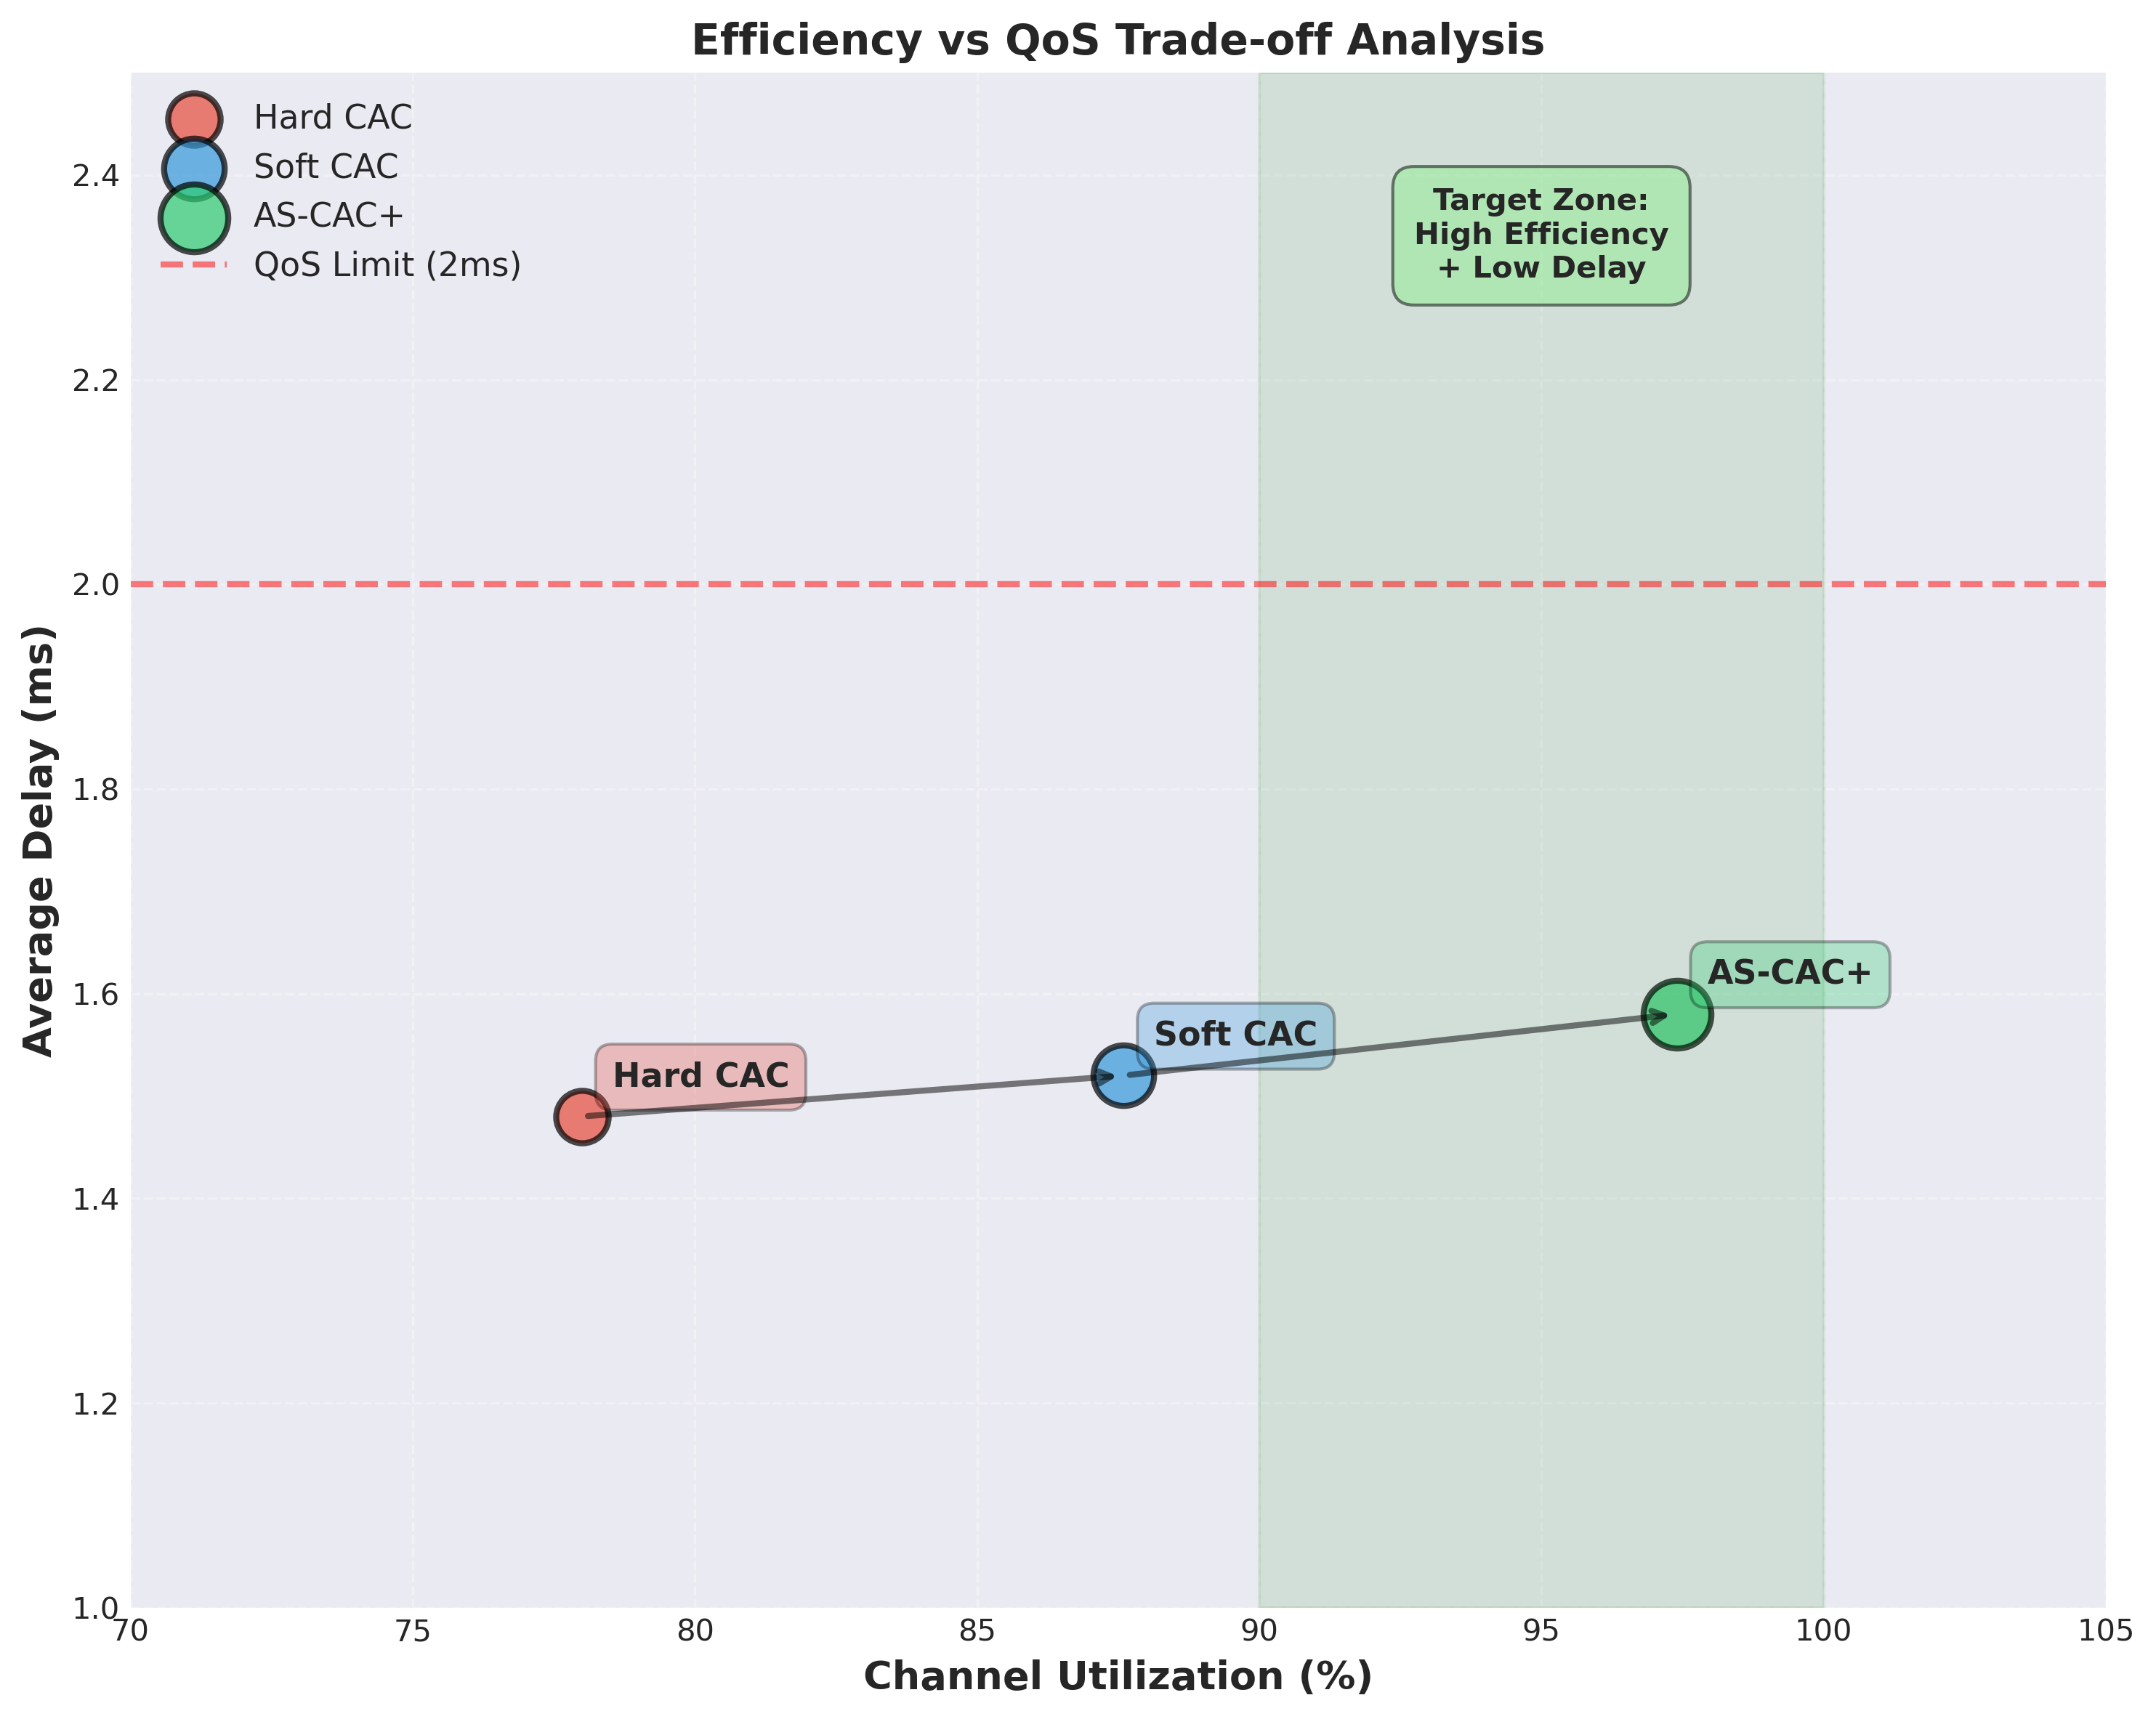 Efficiency vs QoS Trade-off Analysis
Hard CAC
Soft CAC
AS-CAC+
QoS Limit (2ms)
Target Zone:
High Efficiency
+ Low Delay
2.4
2.2
2.0
1.8
1.6
1.4
1.2
1.0
Average Delay (ms)
Hard CAC
Soft CAC
AS-CAC+
70
75
80
85
90
95
100
105
Channel Utilization (%)